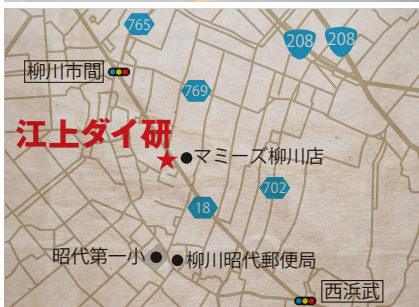 765
208
208
柳川市間
769
江上ダイ研
マミーズ柳川店
702
18
昭代第一小
柳川昭代郵便局
西浜武